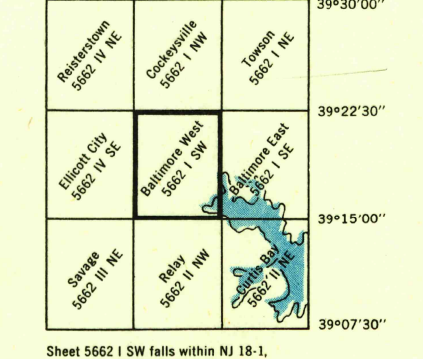 39°30'00"
Reisterstown
5662 IV NE
Cockeysville
5662 I NW
Towson
5662 I NE
39°22'30"
Ellicott City
5662 IV SE
Baltimore West
5662 I SW
Baltimore East
5662 I SE
39°15'00"
Savage
5662 III NE
Relay
5662 II NW
Curtis Bay
5662 II NE
39°07'30"
Sheet 5662 I SW falls within NJ 18-1,